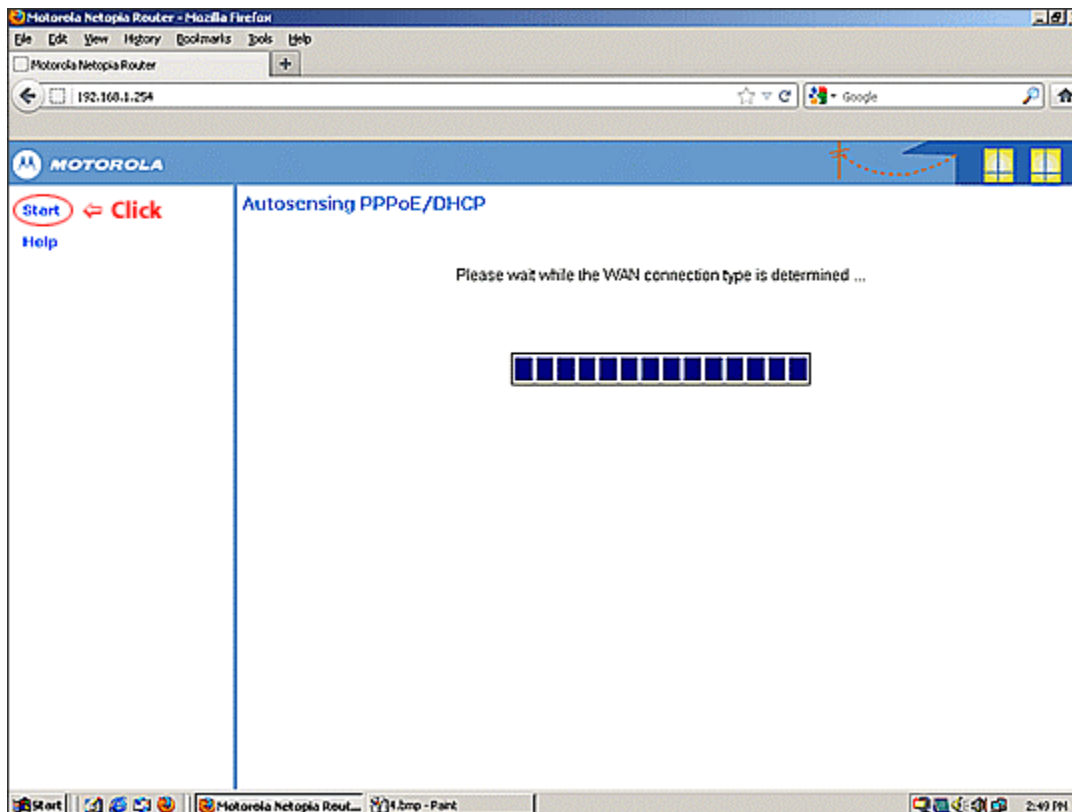 Motorola Netopia Router - Mozilla Firefox
File Edit View History Bookmarks Tools Help
Motorola Netopia Router
192.168.1.254
Google
MOTOROLA
Start ⇦ Click
Help
Autosensing PPPoE/DHCP
Please wait while the WAN connection type is determined ...
Start Motorola Netopia Rout... 14.bmp - Paint 2:49 PM